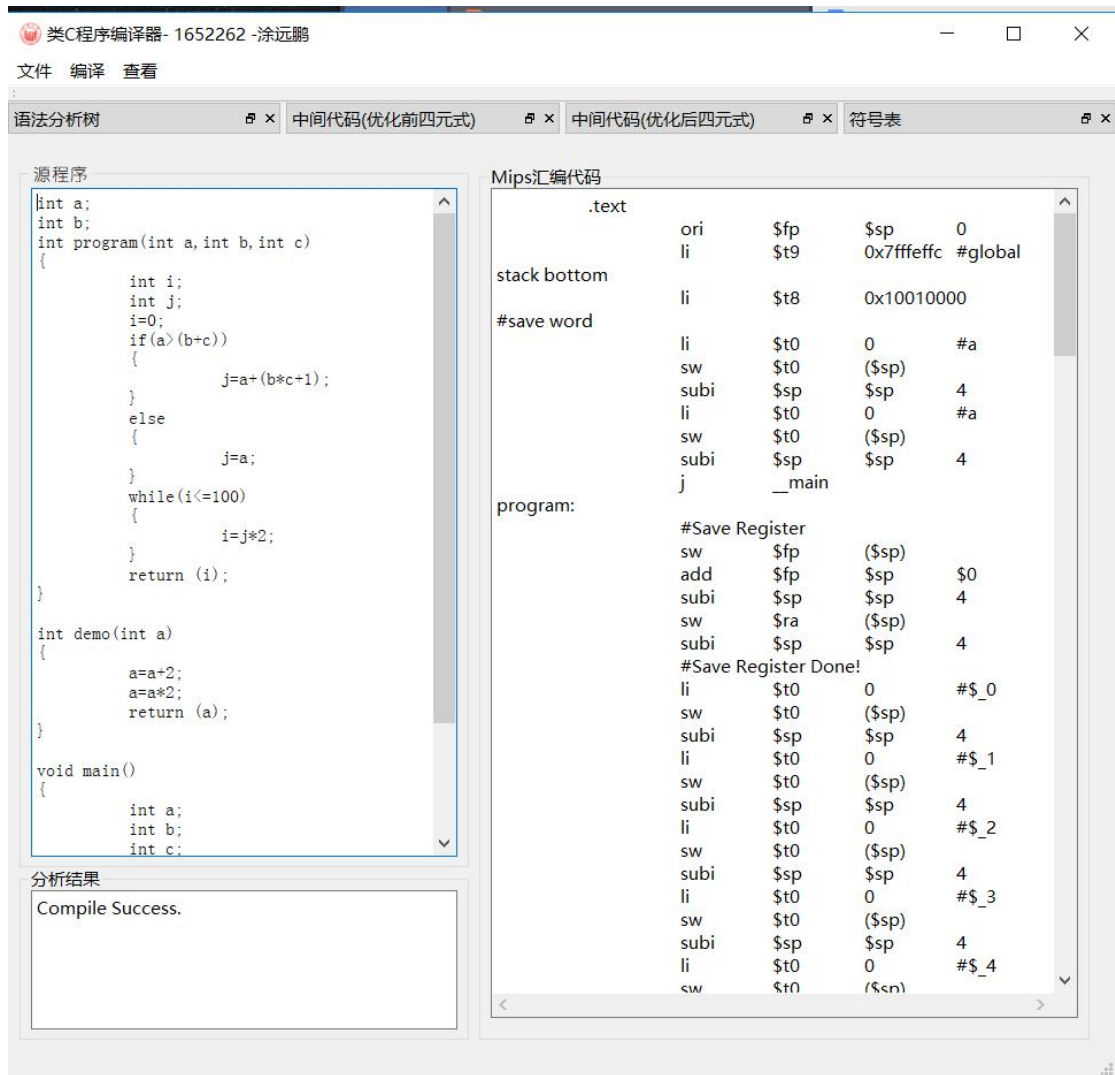 类C程序编译器- 1652262 -涂远鹏
文件 编译 查看
语法分析树 中间代码(优化前四元式) 中间代码(优化后四元式) 符号表
源程序
int a;
int b;
int program(int a,int b,int c)
{
int i;
int j;
i=0;
if(a>(b+c))
{
j=a+(b*c+1);
}
else
{
j=a;
}
while(i<=100)
{
i=j*2;
}
return (i);
}
int demo(int a)
{
a=a+2;
a=a*2;
return (a);
}
void main()
{
int a;
int b;
int c;
分析结果
Compile Success.
Mips汇编代码
.text
ori $fp $sp 0
li $t9 0x7fffeffc #global
stack bottom
li $t8 0x10010000
#save word
li $t0 0 #a
sw $t0 ($sp)
subi $sp $sp 4
li $t0 0 #a
sw $t0 ($sp)
subi $sp $sp 4
j __main
program:
#Save Register
sw $fp ($sp)
add $fp $sp $0
subi $sp $sp 4
sw $ra ($sp)
subi $sp $sp 4
#Save Register Done!
li $t0 0 #$_0
sw $t0 ($sp)
subi $sp $sp 4
li $t0 0 #$_1
sw $t0 ($sp)
subi $sp $sp 4
li $t0 0 #$_2
sw $t0 ($sp)
subi $sp $sp 4
li $t0 0 #$_3
sw $t0 ($sp)
subi $sp $sp 4
li $t0 0 #$_4
sw $t0 ($sp)